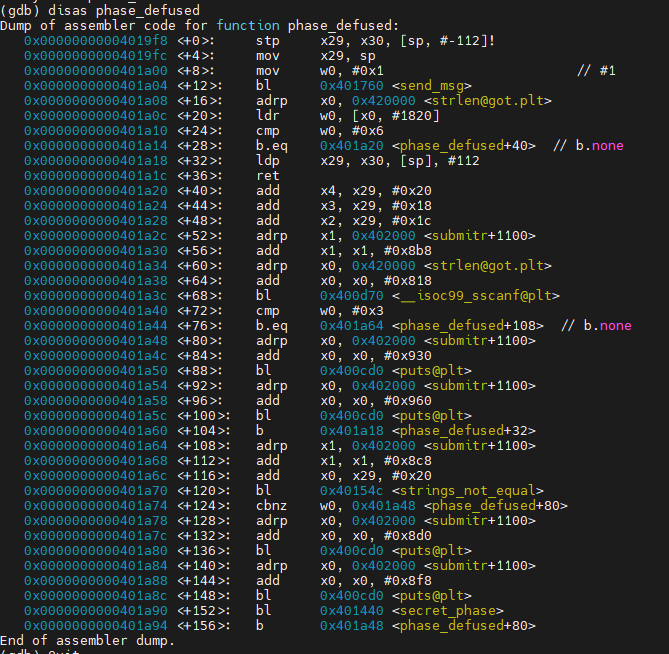 (gdb) disas phase_defused
Dump of assembler code for function phase_defused:
   0x00000000004019f8 <+0>:     stp     x29, x30, [sp, #-112]!
   0x00000000004019fc <+4>:     mov     x29, sp
   0x0000000000401a00 <+8>:     mov     w0, #0x1                        // #1
   0x0000000000401a04 <+12>:    bl      0x401760 <send_msg>
   0x0000000000401a08 <+16>:    adrp    x0, 0x420000 <strlen@got.plt>
   0x0000000000401a0c <+20>:    ldr     w0, [x0, #1820]
   0x0000000000401a10 <+24>:    cmp     w0, #0x6
   0x0000000000401a14 <+28>:    b.eq    0x401a20 <phase_defused+40>  // b.none
   0x0000000000401a18 <+32>:    ldp     x29, x30, [sp], #112
   0x0000000000401a1c <+36>:    ret
   0x0000000000401a20 <+40>:    add     x4, x29, #0x20
   0x0000000000401a24 <+44>:    add     x3, x29, #0x18
   0x0000000000401a28 <+48>:    add     x2, x29, #0x1c
   0x0000000000401a2c <+52>:    adrp    x1, 0x402000 <submitr+1100>
   0x0000000000401a30 <+56>:    add     x1, x1, #0x8b8
   0x0000000000401a34 <+60>:    adrp    x0, 0x420000 <strlen@got.plt>
   0x0000000000401a38 <+64>:    add     x0, x0, #0x818
   0x0000000000401a3c <+68>:    bl      0x400d70 <__isoc99_sscanf@plt>
   0x0000000000401a40 <+72>:    cmp     w0, #0x3
   0x0000000000401a44 <+76>:    b.eq    0x401a64 <phase_defused+108>  // b.none
   0x0000000000401a48 <+80>:    adrp    x0, 0x402000 <submitr+1100>
   0x0000000000401a4c <+84>:    add     x0, x0, #0x930
   0x0000000000401a50 <+88>:    bl      0x400cd0 <puts@plt>
   0x0000000000401a54 <+92>:    adrp    x0, 0x402000 <submitr+1100>
   0x0000000000401a58 <+96>:    add     x0, x0, #0x960
   0x0000000000401a5c <+100>:   bl      0x400cd0 <puts@plt>
   0x0000000000401a60 <+104>:   b       0x401a18 <phase_defused+32>
   0x0000000000401a64 <+108>:   adrp    x1, 0x402000 <submitr+1100>
   0x0000000000401a68 <+112>:   add     x1, x1, #0x8c8
   0x0000000000401a6c <+116>:   add     x0, x29, #0x20
   0x0000000000401a70 <+120>:   bl      0x40154c <strings_not_equal>
   0x0000000000401a74 <+124>:   cbnz    w0, 0x401a48 <phase_defused+80>
   0x0000000000401a78 <+128>:   adrp    x0, 0x402000 <submitr+1100>
   0x0000000000401a7c <+132>:   add     x0, x0, #0x8d0
   0x0000000000401a80 <+136>:   bl      0x400cd0 <puts@plt>
   0x0000000000401a84 <+140>:   adrp    x0, 0x402000 <submitr+1100>
   0x0000000000401a88 <+144>:   add     x0, x0, #0x8f8
   0x0000000000401a8c <+148>:   bl      0x400cd0 <puts@plt>
   0x0000000000401a90 <+152>:   bl      0x401440 <secret_phase>
   0x0000000000401a94 <+156>:   b       0x401a48 <phase_defused+80>
End of assembler dump.
(gdb) Quit